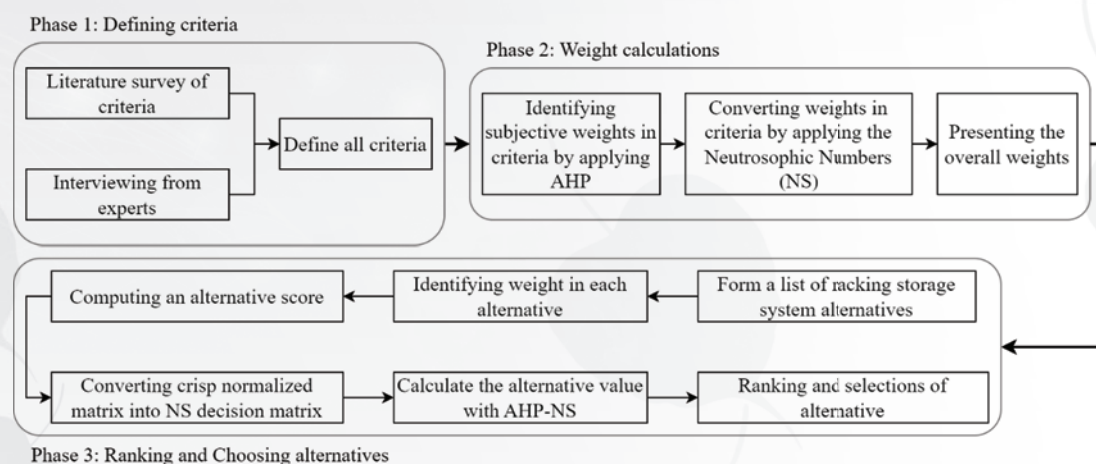 Phase 1: Defining criteria
Literature survey of
criteria
Interviewing from
experts
Define all criteria
Phase 2: Weight calculations
Identifying
subjective weights in
criteria by applying
AHP
Converting weights in
criteria by applying the
Neutrosophic Numbers
(NS)
Presenting the
overall weights
Form a list of racking storage
system alternatives
Identifying weight in each
alternative
Computing an alternative score
Converting crisp normalized
matrix into NS decision matrix
Calculate the alternative value
with AHP-NS
Ranking and selections of
alternative
Phase 3: Ranking and Choosing alternatives